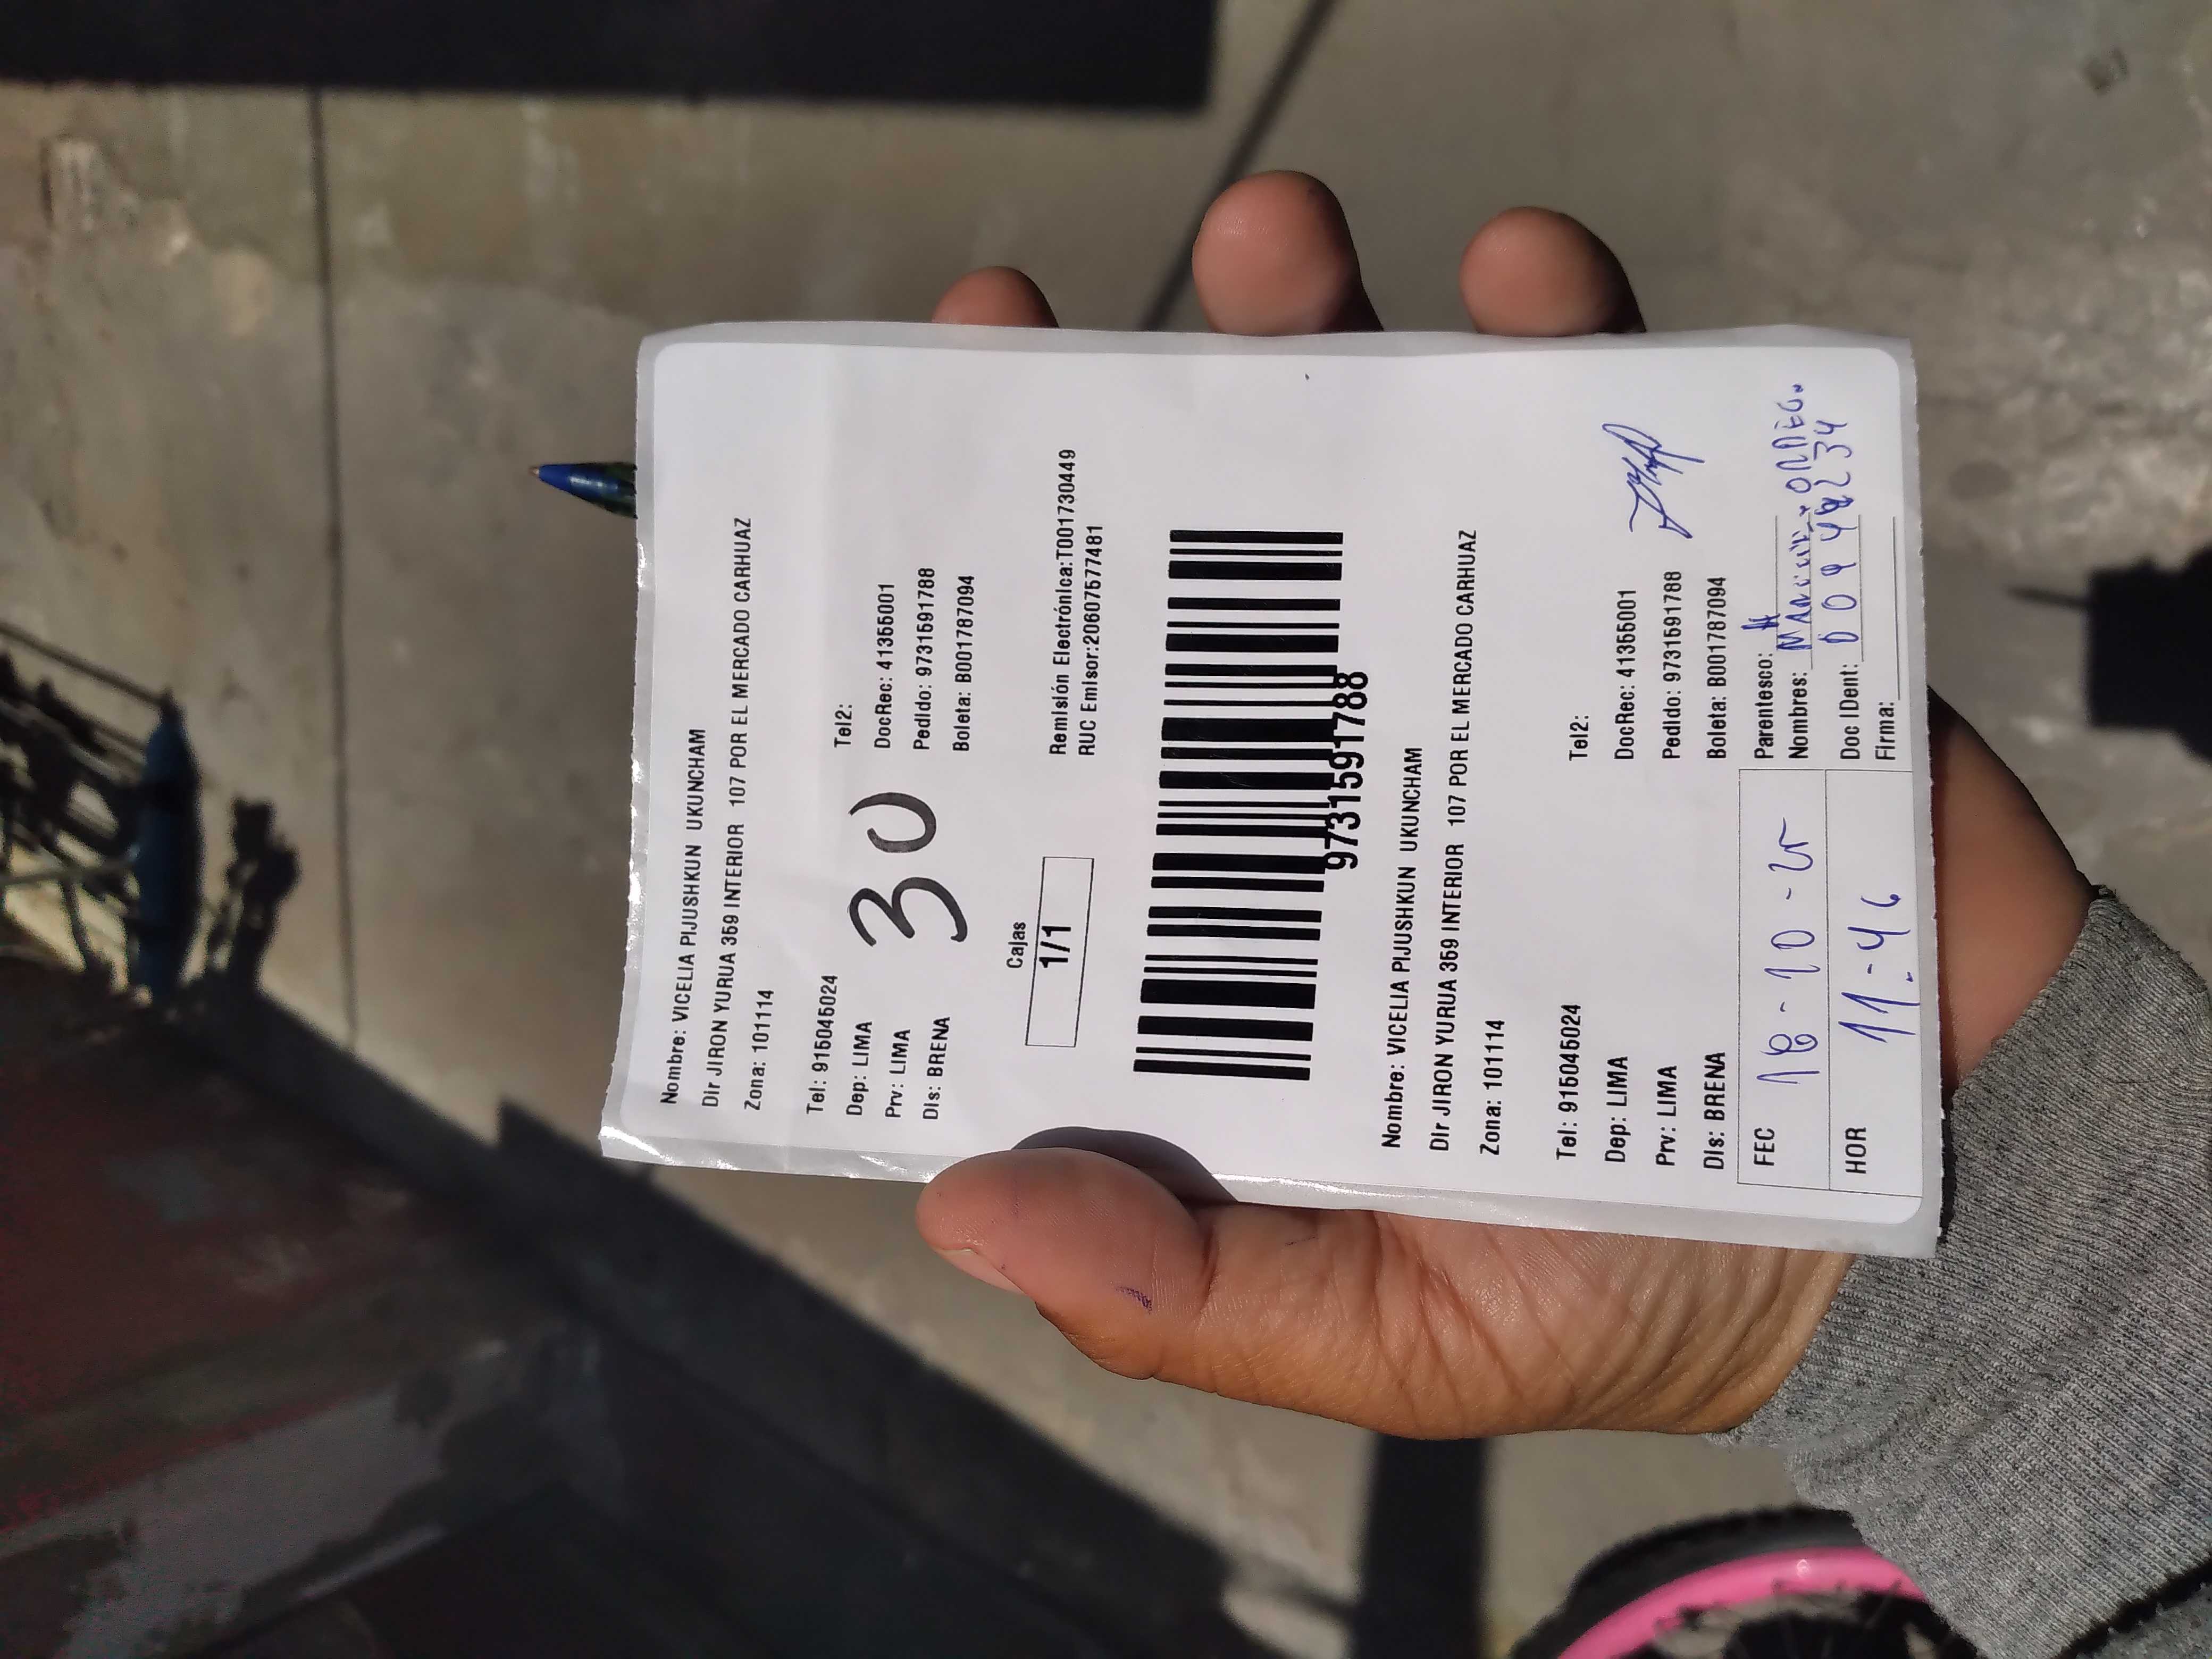 Nombre: VICELIA PIJUSHKUN UKUNCHAM
Dir JIRON YURUA 359 INTERIOR 107 POR EL MERCADO CARHUAZ
Zona: 101114
Tel: 915045024 Tel2:
Dep: LIMA DocRec: 41355001
Prv: LIMA Pedido: 9731591788
Dis: BRENA Boleta: B001787094
30
Cajas
1/1
Remisión Electrónica:T001730449
RUC Emisor:20607577481
9731591788
Nombre: VICELIA PIJUSHKUN UKUNCHAM
Dir JIRON YURUA 359 INTERIOR 107 POR EL MERCADO CARHUAZ
Zona: 101114
Tel: 915045024 Tel2:
Dep: LIMA DocRec: 41355001
Prv: LIMA Pedido: 9731591788
Dis: BRENA Boleta: B001787094
FEC 18-10-25
HOR 11:46
Parentesco:
Nombres:
Doc IDent:
Firma: